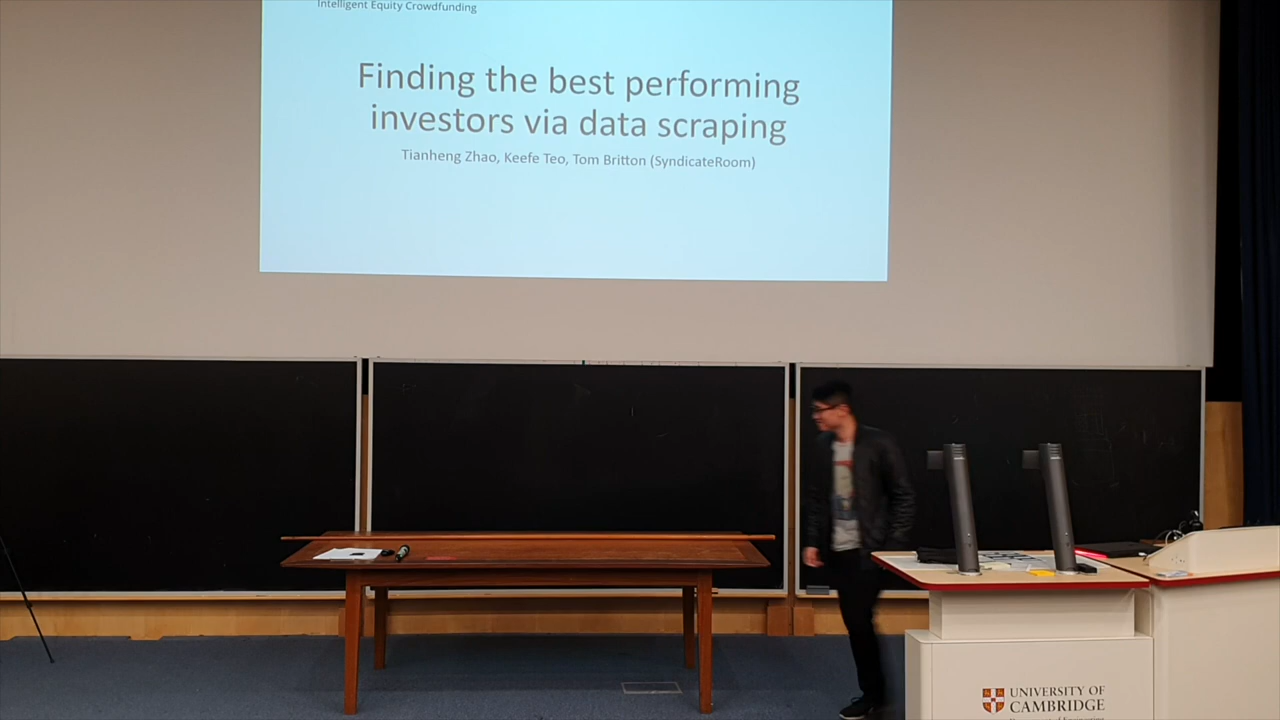 Intelligent Equity Crowdfunding
Finding the best performing
investors via data scraping
Tianheng Zhao, Keefe Teo, Tom Britton (SyndicateRoom)
UNIVERSITY OF
CAMBRIDGE